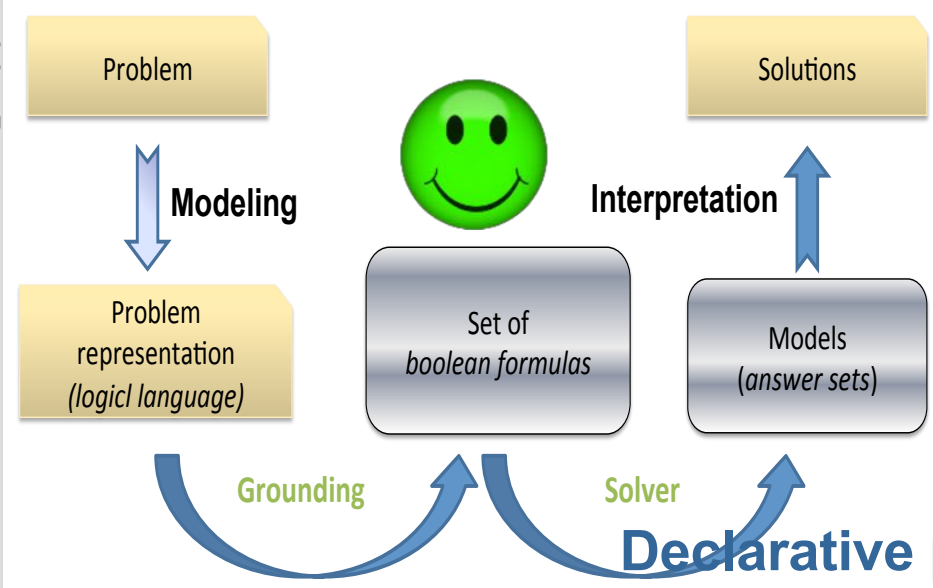 Problem
Solutions
Modeling
Interpretation
Problem
representation
(logicl language)
Set of
boolean formulas
Models
(answer sets)
Grounding
Solver
Declarative